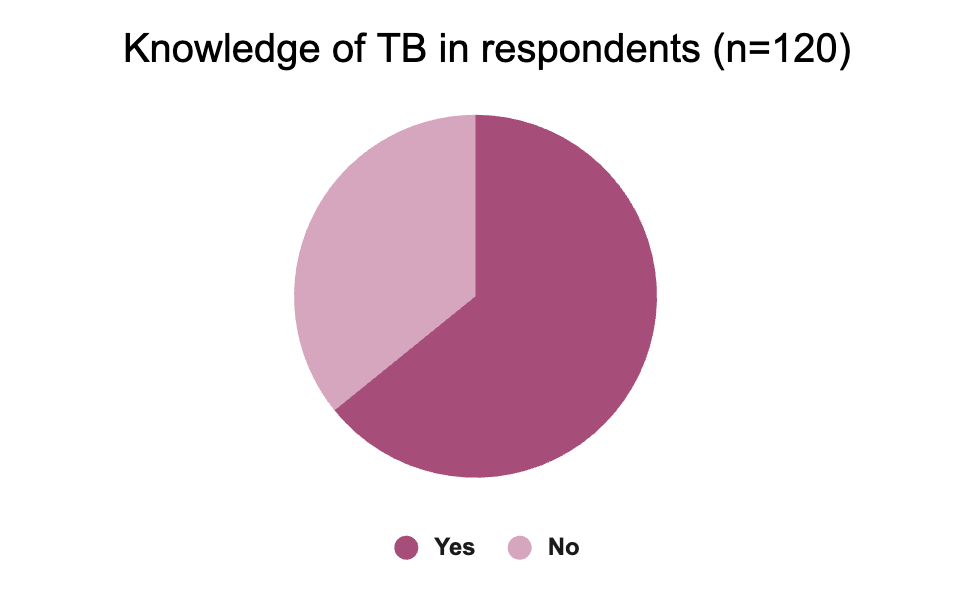 Knowledge of TB in respondents (n=120)
Yes No